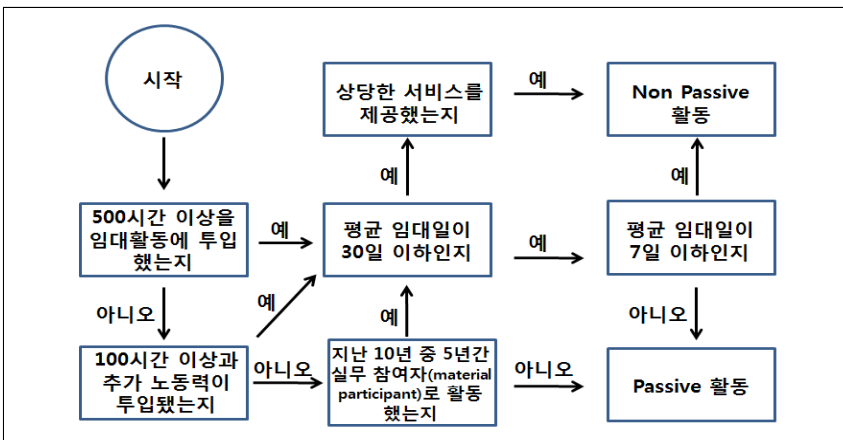 시작
상당한 서비스를
제공했는지
예
Non Passive
활동
예
예
500시간 이상을
임대활동에 투입
했는지
예
평균 임대일이
30일 이하인지
예
평균 임대일이
7일 이하인지
아니오
예
예
아니오
100시간 이상과
추가 노동력이
투입됐는지
아니오
지난 10년 중 5년간
실무 참여자(material
participant)로 활동
했는지
아니오
Passive 활동